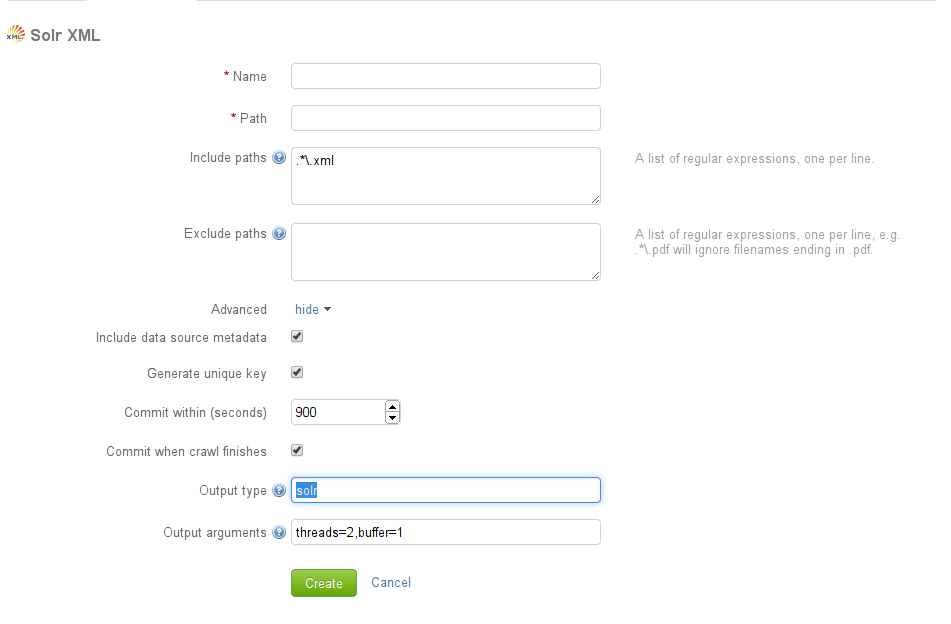 XML Solr XML
* Name
* Path
Include paths ? .*\.xml A list of regular expressions, one per line.
Exclude paths ? A list of regular expressions, one per line, e.g.
.*\.pdf will ignore filenames ending in .pdf.
Advanced hide
Include data source metadata
Generate unique key
Commit within (seconds) 900
Commit when crawl finishes
Output type ? solr
Output arguments ? threads=2,buffer=1
Create Cancel